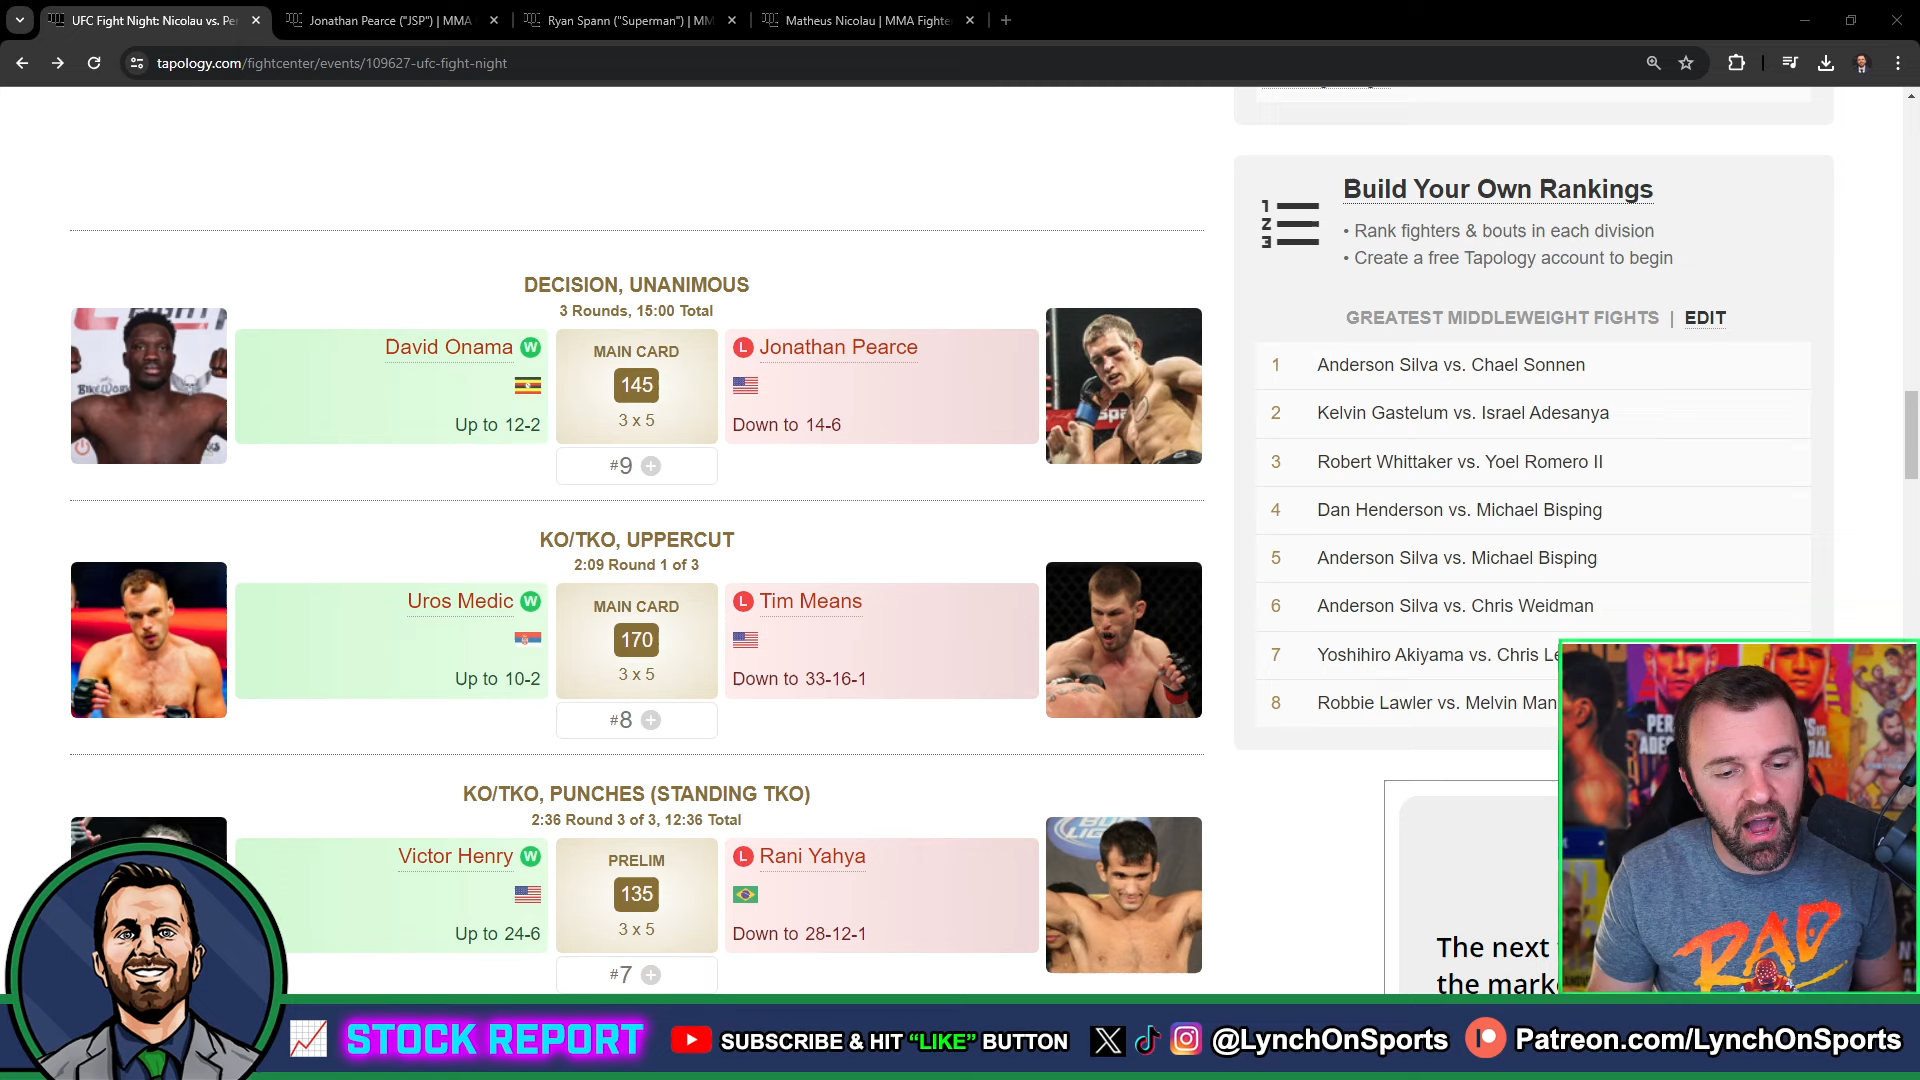 UFC Fight Night: Nicolau vs. Pe
Jonathan Pearce ("JSP") | MMA
Ryan Spann ("Superman") | MM
Matheus Nicolau | MMA Fighte
tapology.com/fightcenter/events/109627-ufc-fight-night
DECISION, UNANIMOUS
3 Rounds, 15:00 Total
David Onama W
MAIN CARD
L Jonathan Pearce
145
Up to 12-2
3 x 5
Down to 14-6
#9
KO/TKO, UPPERCUT
2:09 Round 1 of 3
Uros Medic W
MAIN CARD
L Tim Means
170
Up to 10-2
3 x 5
Down to 33-16-1
#8
KO/TKO, PUNCHES (STANDING TKO)
2:36 Round 3 of 3, 12:36 Total
Victor Henry W
PRELIM
L Rani Yahya
135
Up to 24-6
3 x 5
Down to 28-12-1
#7
1
2
3
Build Your Own Rankings
• Rank fighters & bouts in each division
• Create a free Tapology account to begin
GREATEST MIDDLEWEIGHT FIGHTS | EDIT
1 Anderson Silva vs. Chael Sonnen
2 Kelvin Gastelum vs. Israel Adesanya
3 Robert Whittaker vs. Yoel Romero II
4 Dan Henderson vs. Michael Bisping
5 Anderson Silva vs. Michael Bisping
6 Anderson Silva vs. Chris Weidman
7 Yoshihiro Akiyama vs. Chris Le
8 Robbie Lawler vs. Melvin Man
The next
the mark
RAD
STOCK REPORT
SUBSCRIBE & HIT “LIKE” BUTTON
@LynchOnSports
Patreon.com/LynchOnSports